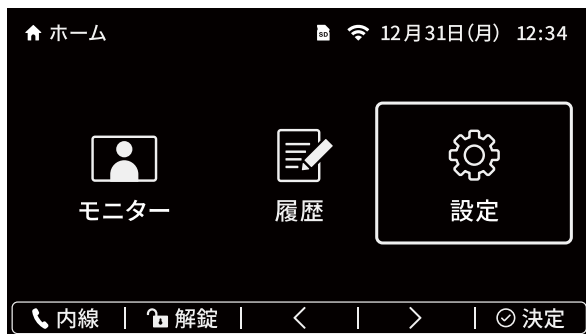 ホーム SD 12月31日(月) 12:34
モニター 履歴 設定
内線 解錠 < > 決定